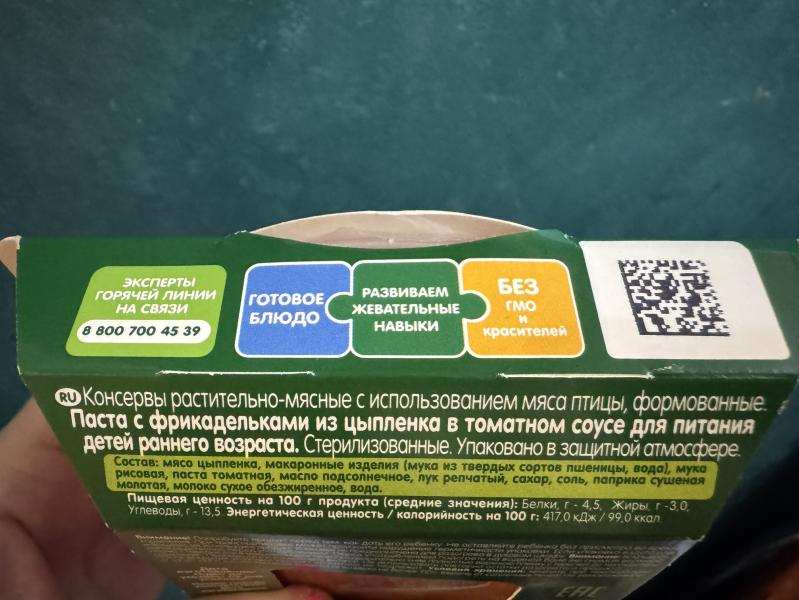 ЭКСПЕРТЫ
ГОРЯЧЕЙ ЛИНИИ
НА СВЯЗИ
8 800 700 45 39
ГОТОВОЕ
БЛЮДО
РАЗВИВАЕМ
ЖЕВАТЕЛЬНЫЕ
НАВЫКИ
БЕЗ
ГМО
и
красителей
RU Консервы растительно-мясные с использованием мяса птицы, формованные.
Паста с фрикадельками из цыпленка в томатном соусе для питания
детей раннего возраста. Стерилизованные. Упаковано в защитной атмосфере.
Состав: мясо цыпленка, макаронные изделия (мука из твердых сортов пшеницы, вода), мука
рисовая, паста томатная, масло подсолнечное, лук репчатый, сахар, соль, паприка сушеная
молотая, молоко сухое обезжиренное, вода.
Пищевая ценность на 100 г продукта (средние значения): Белки, г - 4,5, Жиры, г -3,0,
Углеводы, г - 13,5 Энергетическая ценность / калорийность на 100 г: 417,0 кДж / 99,0 ккал
Внимание!
EAC